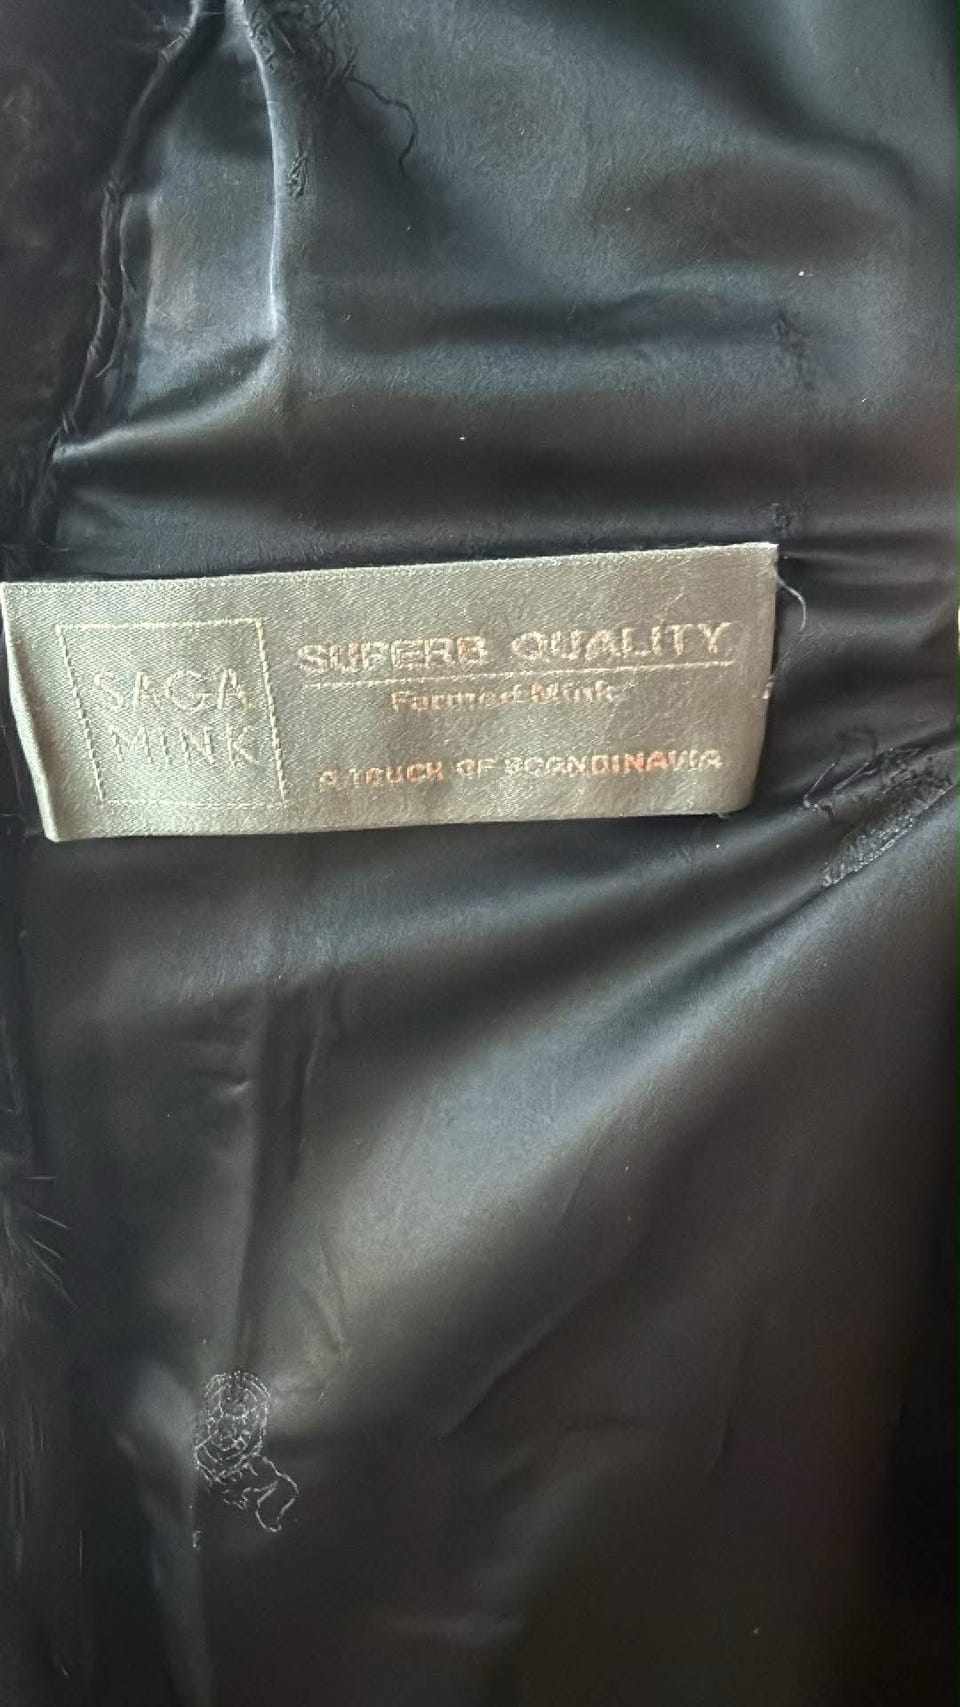 SAGA
MINK
SUPERB QUALITY
Farmed Mink
A TOUCH OF SCANDINAVIA